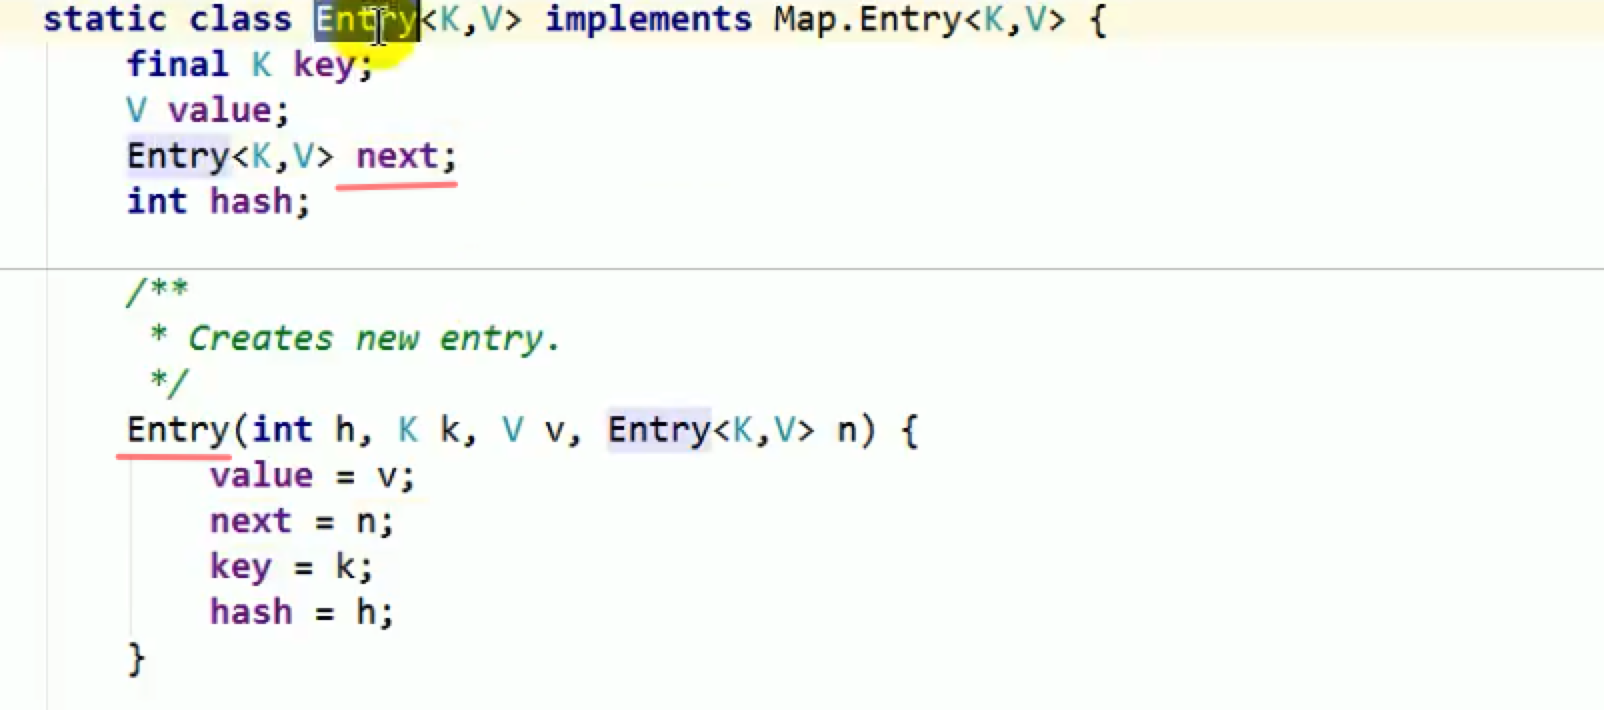 static class Entry<K,V> implements Map.Entry<K,V> {
final K key;
V value;
Entry<K,V> next;
int hash;
/**
* Creates new entry.
*/
Entry(int h, K k, V v, Entry<K,V> n) {
value = v;
next = n;
key = k;
hash = h;
}